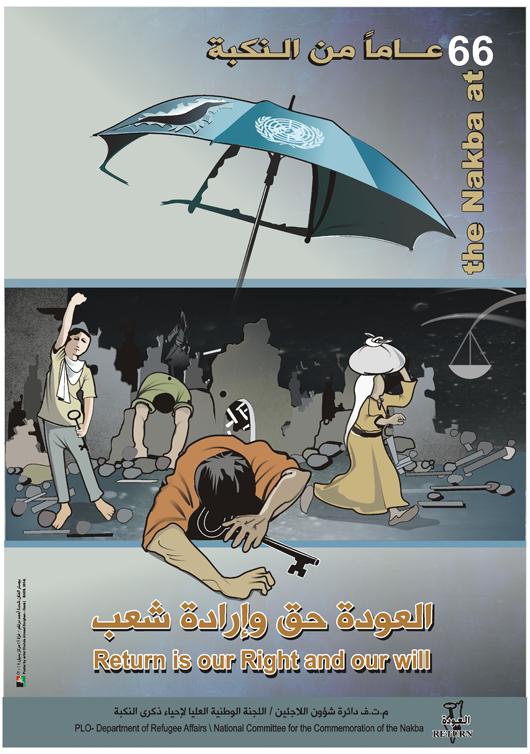 66 عـــامـاً من الـنـكـبـة
the Nakba at
العودة حق وإرادة شعب
Return is our Right and our will
م.ت.ف دائرة شؤون اللاجئين / اللجنة الوطنية العليا لإحياء ذكرى النكبة
PLO- Department of Refugee Affairs \ National Committee for the Commemoration of the Nakba
العودة
RETURN